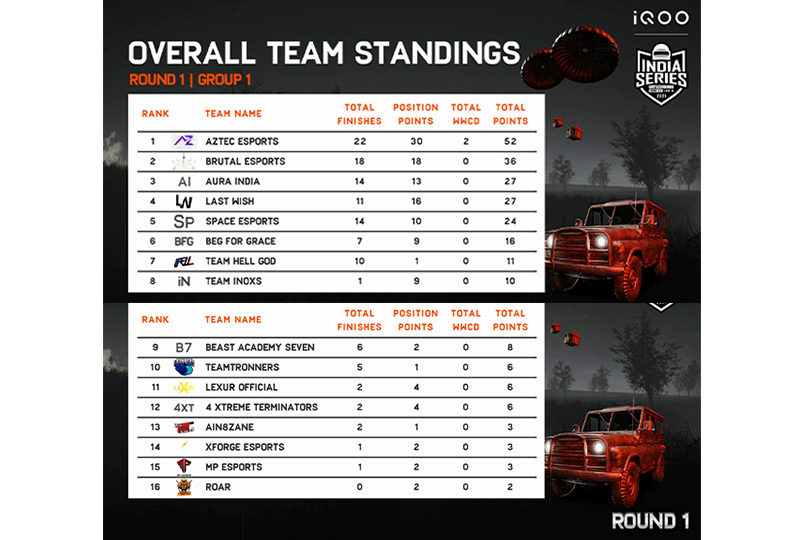 iQOO
OVERALL TEAM STANDINGS
ROUND 1 | GROUP 1
INDIA
SERIES
2021
RANK TEAM NAME TOTAL FINISHES POSITION POINTS TOTAL WWCD TOTAL POINTS
1 AZTEC ESPORTS 22 30 2 52
2 BRUTAL ESPORTS 18 18 0 36
3 AI AURA INDIA 14 13 0 27
4 LW LAST WISH 11 16 0 27
5 SP SPACE ESPORTS 14 10 0 24
6 BFG BEG FOR GRACE 7 9 0 16
7 TEAM HELL GOD 10 1 0 11
8 iN TEAM INOXS 1 9 0 10
RANK TEAM NAME TOTAL FINISHES POSITION POINTS TOTAL WWCD TOTAL POINTS
9 B7 BEAST ACADEMY SEVEN 6 2 0 8
10 TEAMTRONNERS 5 1 0 6
11 LEXUR OFFICIAL 2 4 0 6
12 4XT 4 XTREME TERMINATORS 2 4 0 6
13 AIN8ZANE 2 1 0 3
14 XFORGE ESPORTS 1 2 0 3
15 MP ESPORTS 1 2 0 3
16 ROAR 0 2 0 2
ROUND 1